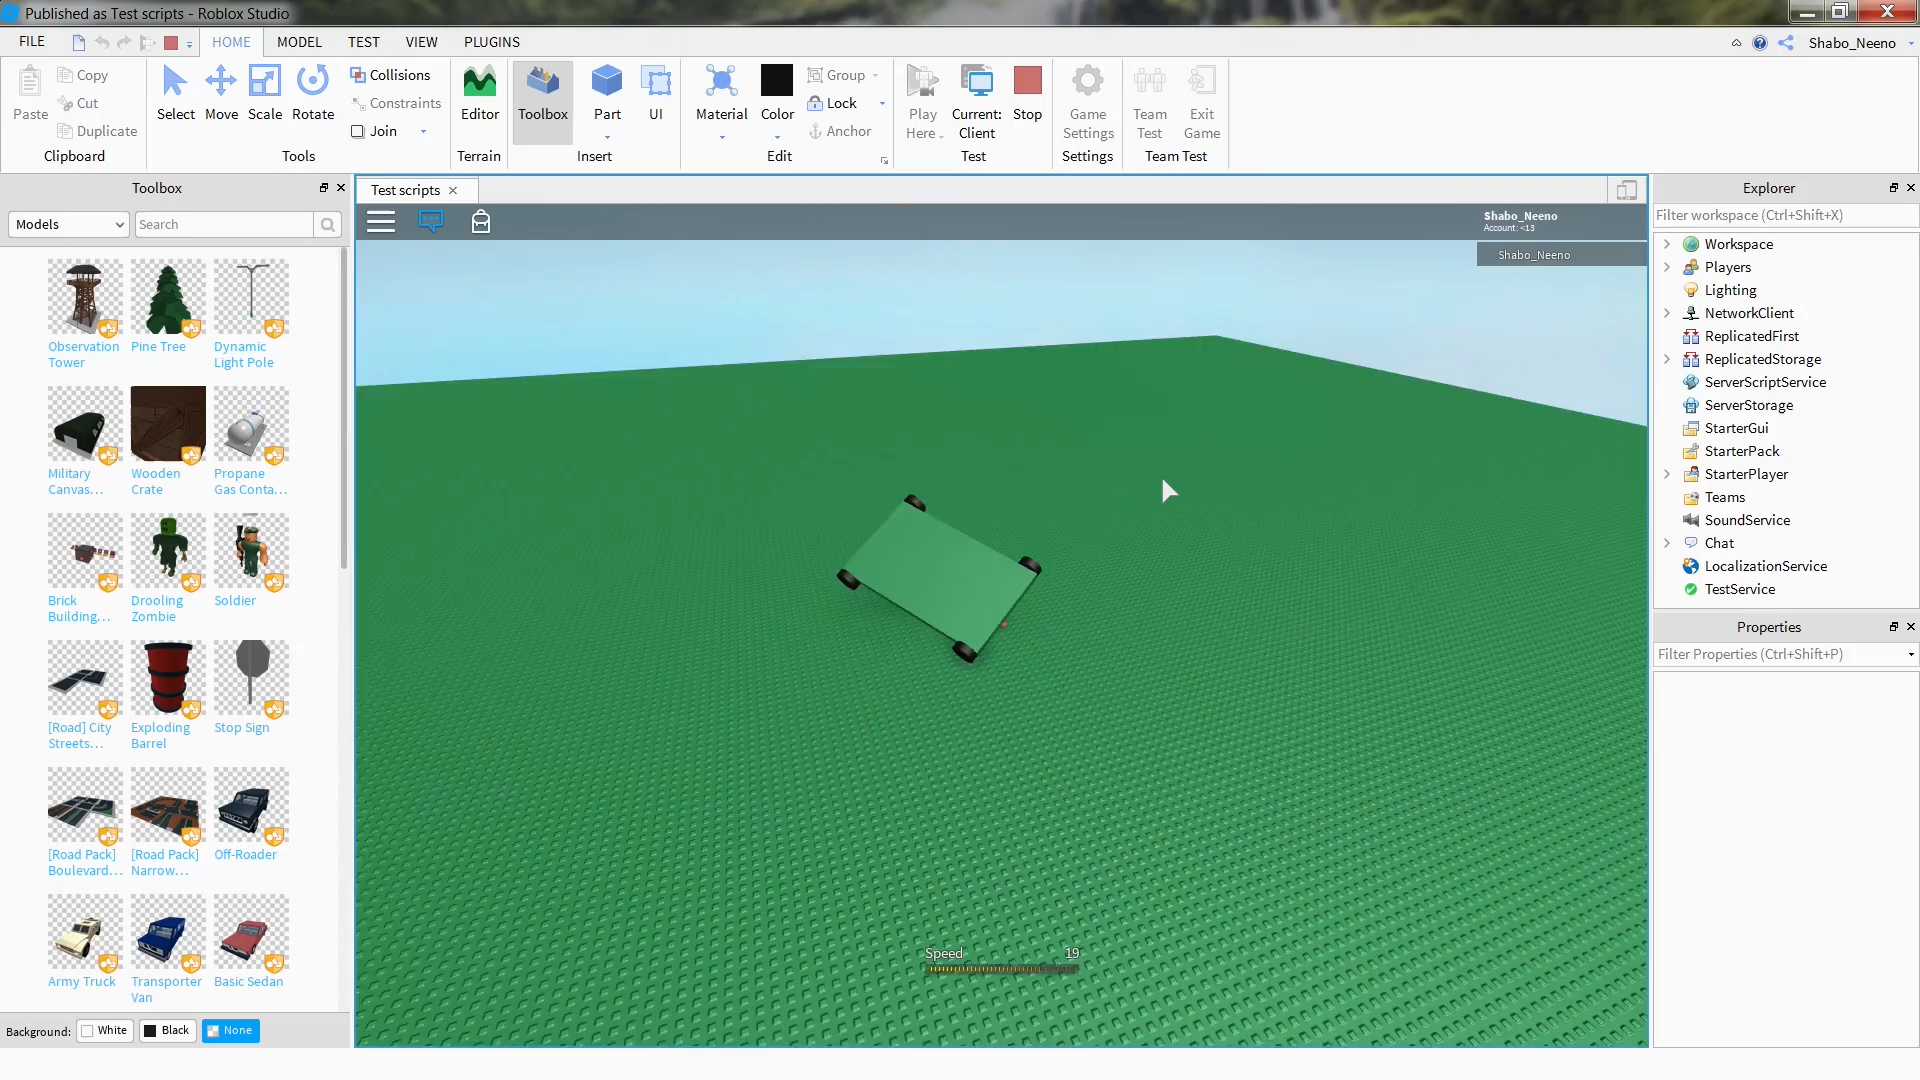 Published as Test scripts - Roblox Studio
FILE
HOME
MODEL
TEST
VIEW
PLUGINS
Shabo_Neeno
Paste
Copy
Cut
Duplicate
Clipboard
Select
Move
Scale
Rotate
Collisions
Constraints
Join
Tools
Editor
Terrain
Toolbox
Part
UI
Insert
Material
Color
Group
Lock
Anchor
Edit
Play
Here
Current:
Client
Stop
Test
Game
Settings
Settings
Team
Test
Exit
Game
Team Test
Toolbox
Models
Search
Observation
Tower
Pine Tree
Dynamic
Light Pole
Military
Canvas...
Wooden
Crate
Propane
Gas Conta...
Brick
Building...
Drooling
Zombie
Soldier
[Road] City
Streets...
Exploding
Barrel
Stop Sign
[Road Pack]
Boulevard...
[Road Pack]
Narrow...
Off-Roader
Army Truck
Transporter
Van
Basic Sedan
Background:
White
Black
None
Test scripts
Shabo_Neeno
Account: <13
Shabo_Neeno
Speed 19
Explorer
Filter workspace (Ctrl+Shift+X)
Workspace
Players
Lighting
NetworkClient
ReplicatedFirst
ReplicatedStorage
ServerScriptService
ServerStorage
StarterGui
StarterPack
StarterPlayer
Teams
SoundService
Chat
LocalizationService
TestService
Properties
Filter Properties (Ctrl+Shift+P)